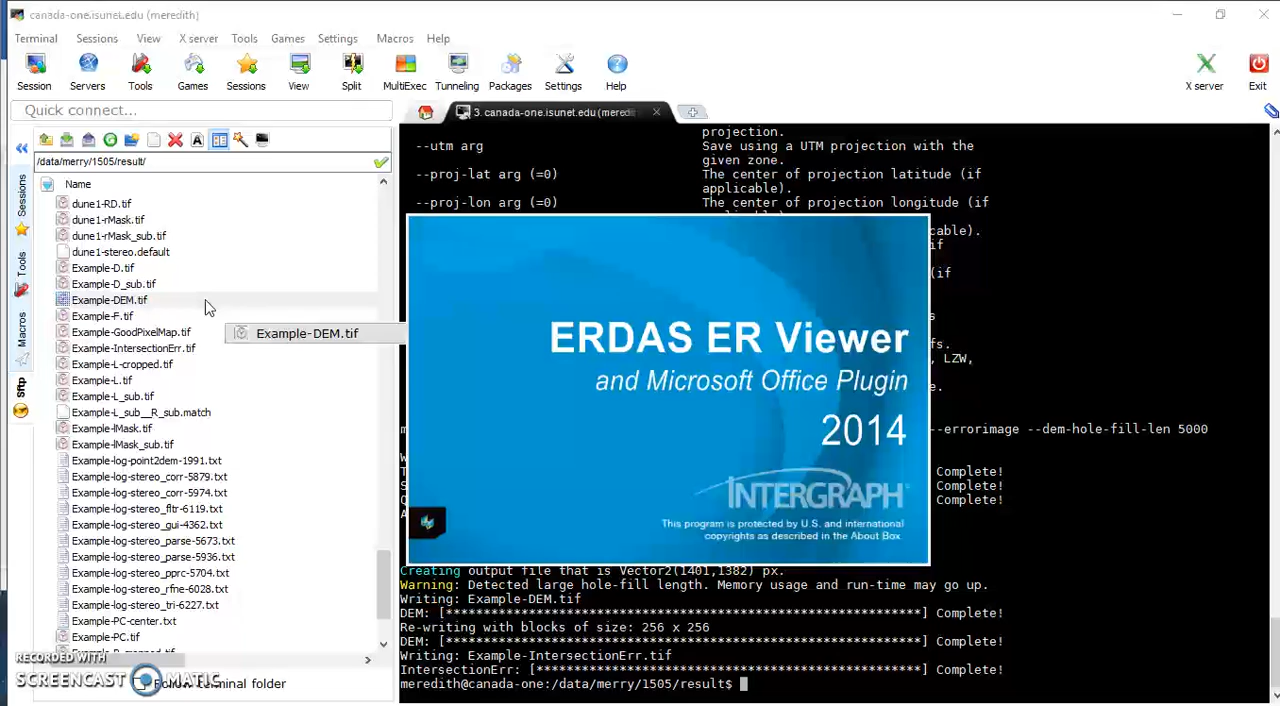 canada-one.isunet.edu (meredith)
Terminal Sessions View X server Tools Games Settings Macros Help
Session Servers Tools Games Sessions View Split MultiExec Tunneling Packages Settings Help X server Exit
Quick connect...
3. canada-one.isunet.edu (meredith
/data/merry/1505/result/
Name
Sessions
Tools
Macros
Sftp
dune1-RD.tif
dune1-rMask.tif
dune1-rMask_sub.tif
dune1-stereo.default
Example-D.tif
Example-D_sub.tif
Example-DEM.tif
Example-F.tif
Example-GoodPixelMap.tif
Example-IntersectionErr.tif
Example-L-cropped.tif
Example-L.tif
Example-L_sub.tif
Example-L_sub__R_sub.match
Example-lMask.tif
Example-lMask_sub.tif
Example-log-point2dem-1991.txt
Example-log-stereo_corr-5879.txt
Example-log-stereo_corr-5974.txt
Example-log-stereo_fltr-6119.txt
Example-log-stereo_gui-4362.txt
Example-log-stereo_parse-5673.txt
Example-log-stereo_parse-5936.txt
Example-log-stereo_pprc-5704.txt
Example-log-stereo_rfne-6028.txt
Example-log-stereo_tri-6227.txt
Example-PC-center.txt
Example-PC.tif
RECORDED WITH
SCREENCAST MATIC
terminal folder
Example-DEM.tif
projection.
--utm arg Save using a UTM projection with the
given zone.
--proj-lat arg (=0) The center of projection latitude (if
applicable).
--proj-lon arg (=0) The center of projection longitude (if
cable).
if
(if
s
fs.
, LZW,
e.
--errorimage --dem-hole-fill-len 5000
Complete!
Complete!
Complete!
ERDAS ER Viewer
and Microsoft Office Plugin
2014
INTERGRAPH
This program is protected by U.S. and international
copyrights as described in the About Box.
Creating output file that is Vector2(1401,1382) px.
Warning: Detected large hole-fill length. Memory usage and run-time may go up.
Writing: Example-DEM.tif
DEM: [************************************************************] Complete!
Re-writing with blocks of size: 256 x 256
DEM: [************************************************************] Complete!
Writing: Example-IntersectionErr.tif
IntersectionErr: [************************************************] Complete!
meredith@canada-one:/data/merry/1505/result$